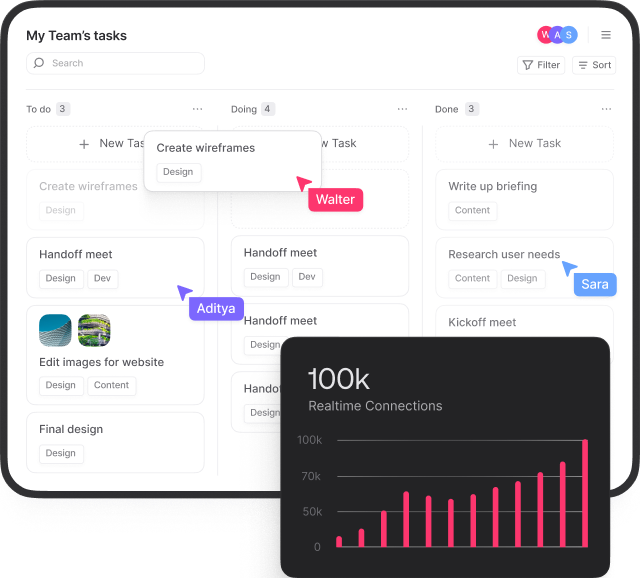 My Team's tasks
W A S
Search
Filter
Sort
To do 3
New Tas
Create wireframes
Design
Handoff meet
Design Dev
Aditya
Edit images for website
Design Content
Final design
Design
Create wireframes
Design
Walter
Doing 4
w Task
Handoff meet
Design Dev
Handoff meet
Design
Handoff
Design
Done 3
New Task
Write up briefing
Content
Research user needs
Content Design
Sara
Kickoff meet
100k
Realtime Connections
100k
70k
50k
0